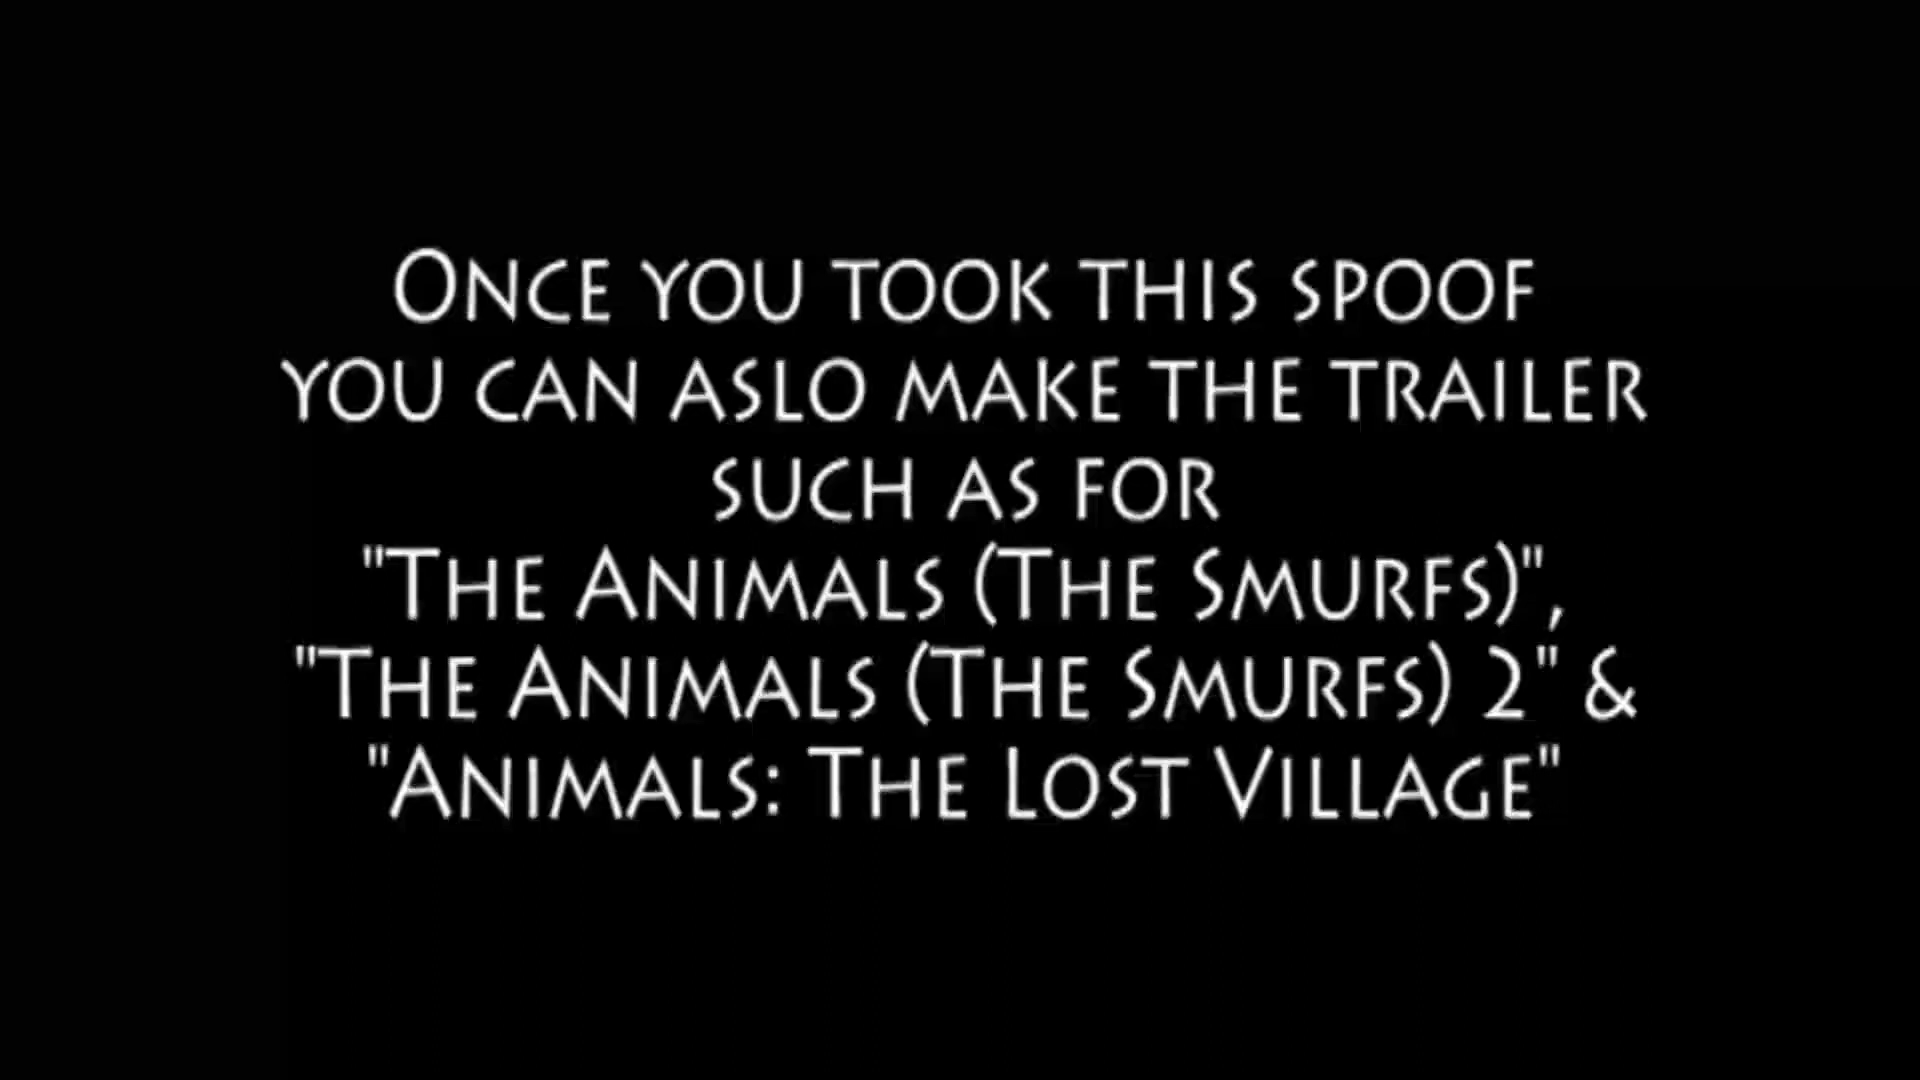 Once you took this spoof
you can aslo make the trailer
such as for
"The Animals (The Smurfs)",
"The Animals (The Smurfs) 2" &
"Animals: The Lost Village"